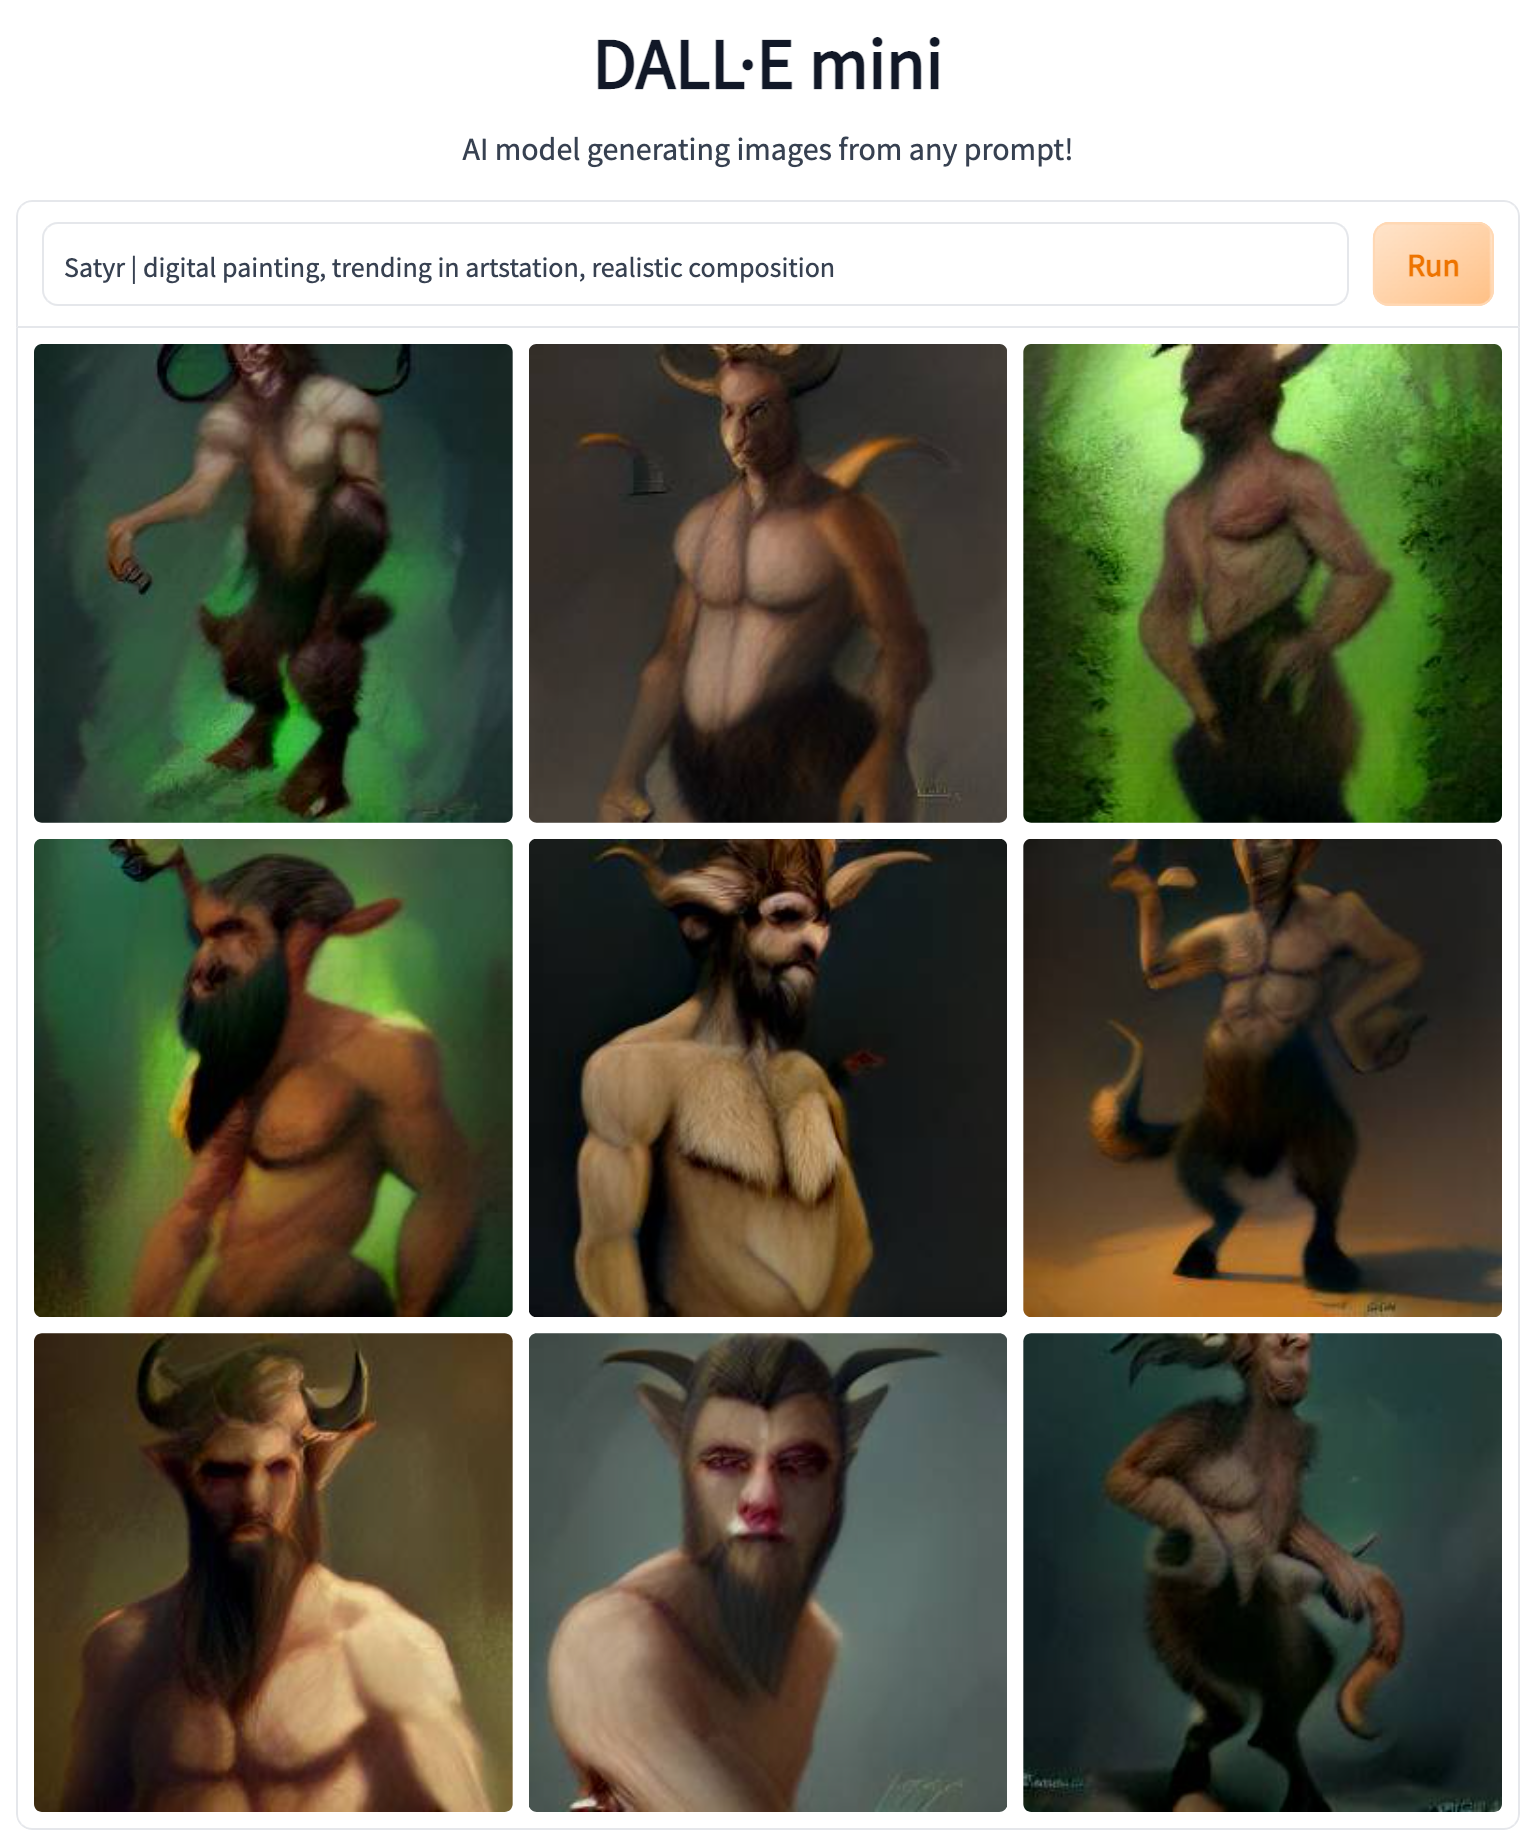 DALL·E mini
AI model generating images from any prompt!
Satyr | digital painting, trending in artstation, realistic composition
Run